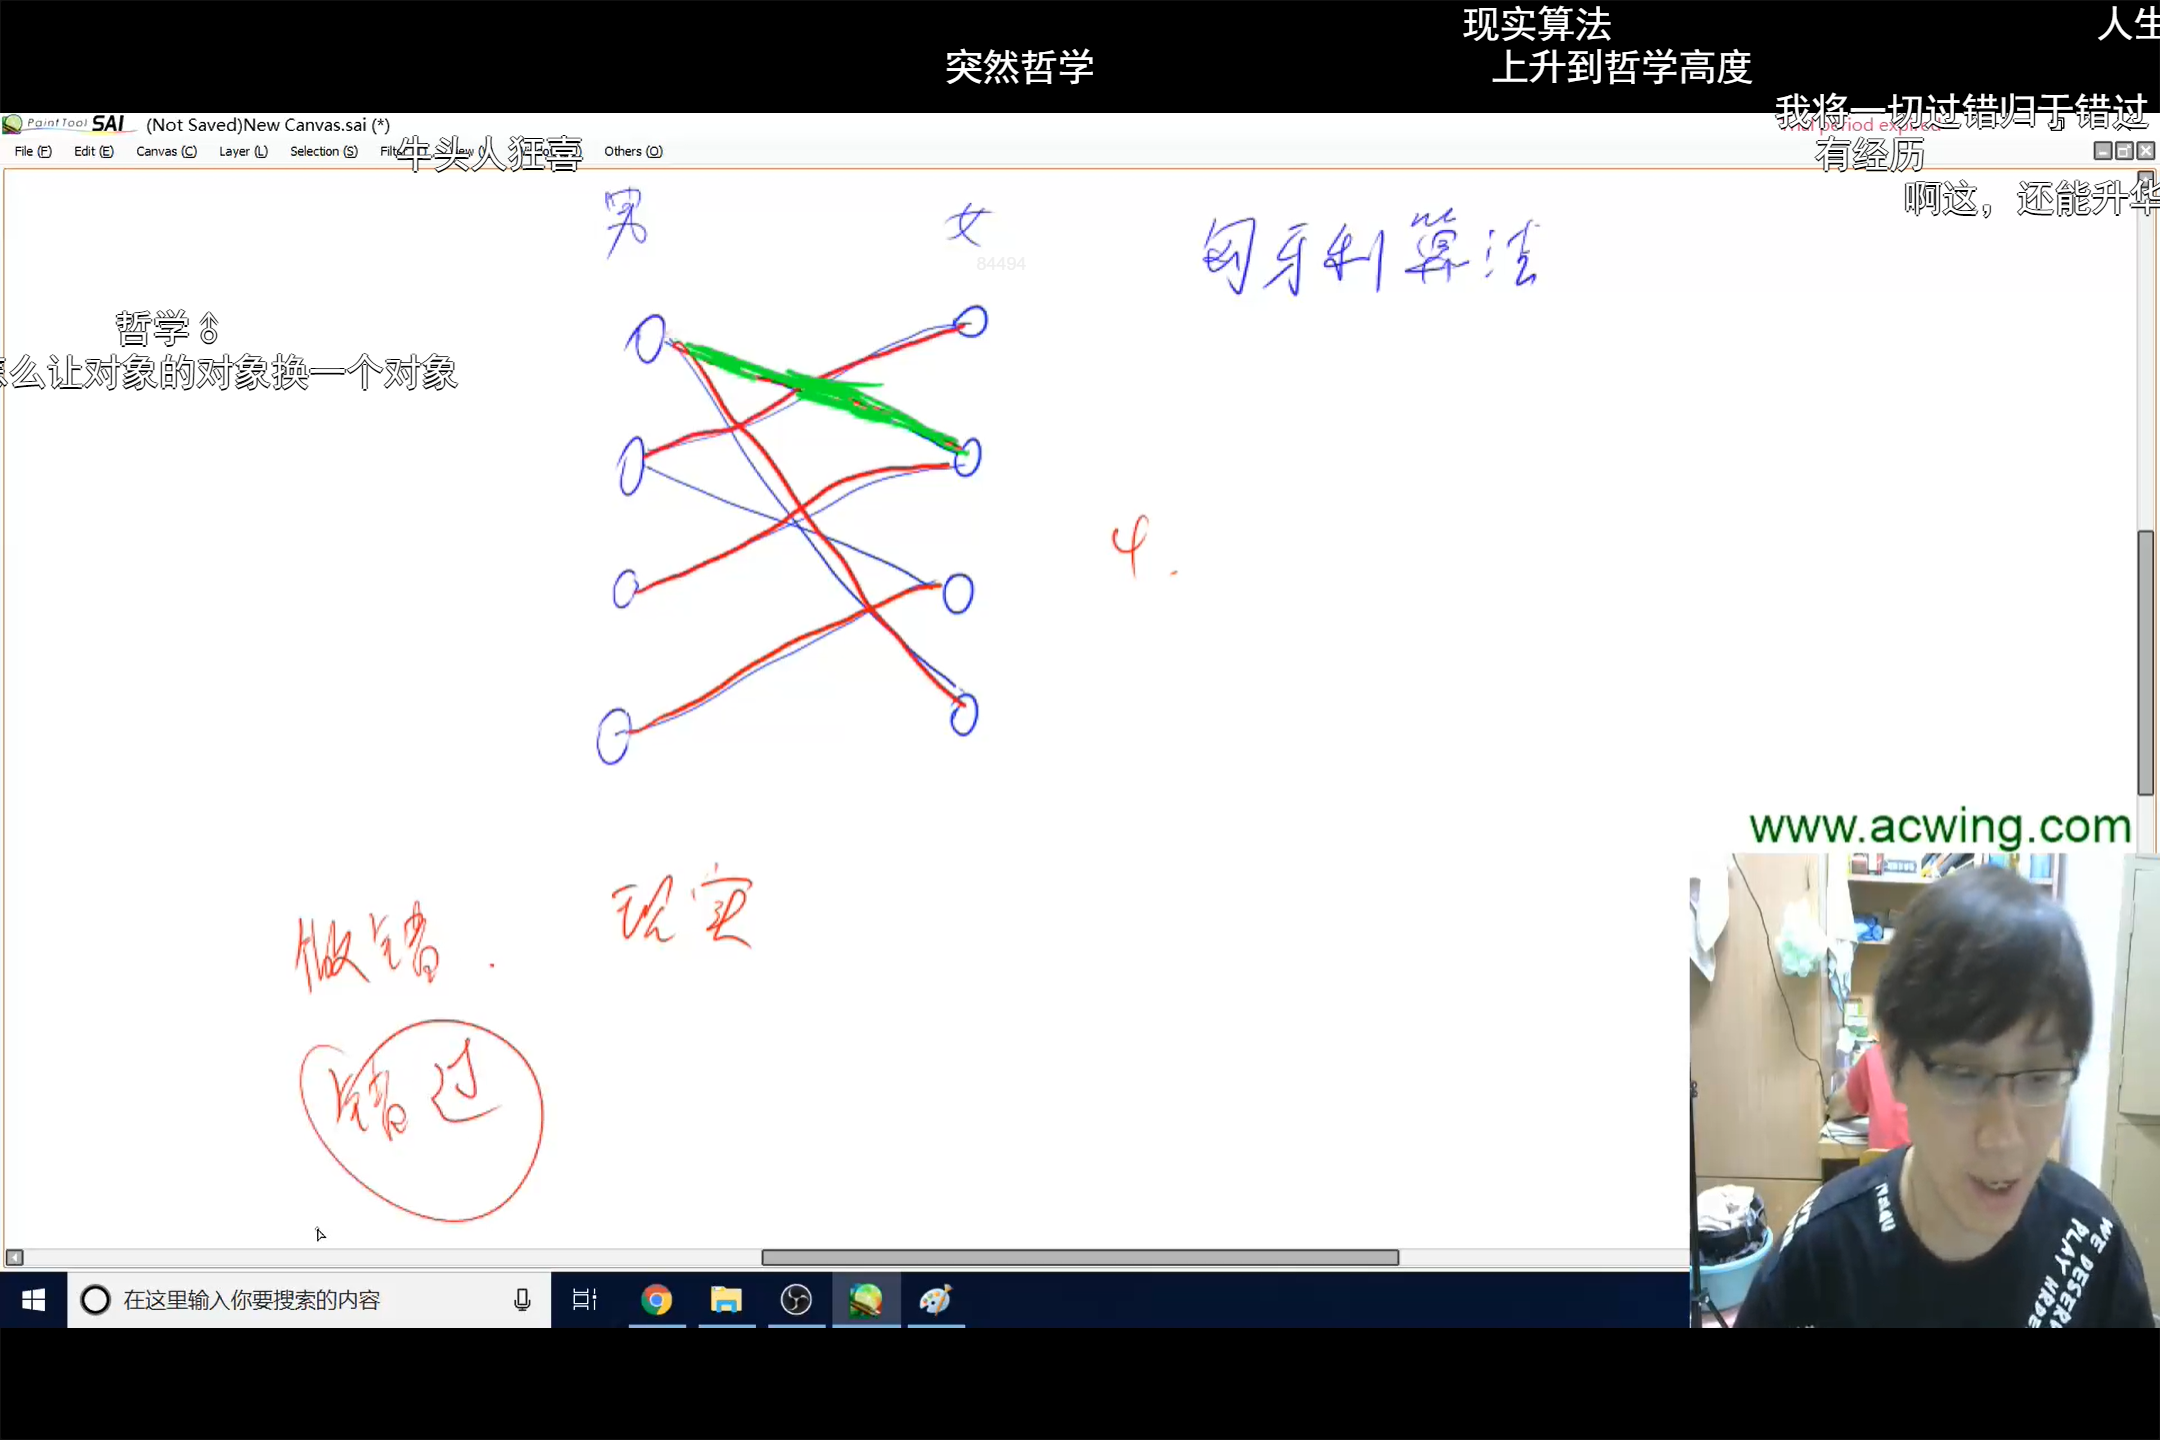 现实算法
人生
突然哲学
上升到哲学高度
我将一切过错归于错过
PaintTool SAI (Not Saved)New Canvas.sai (*)
File (F) Edit (E) Canvas (C) Layer (L) Selection (S) Others (O)
牛头人狂喜
有经历
啊这，还能升华
男 女
匈牙利算法
84494
哲学♂
怎么让对象的对象换一个对象
4.
www.acwing.com
现实
做错.
错过
WE DESERV
PLAY HARDE
在这里输入你要搜索的内容